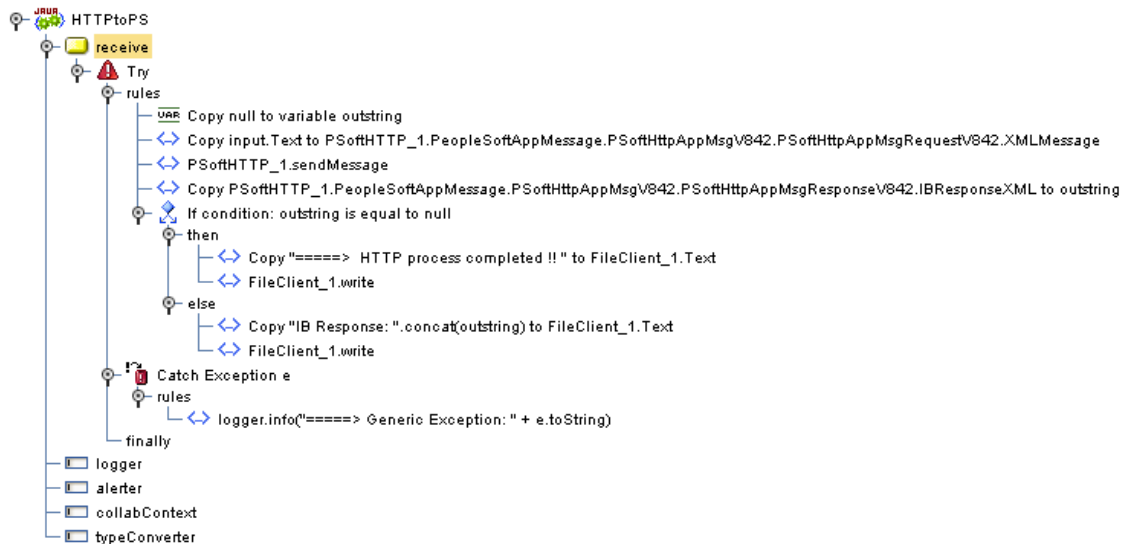 JAVA
HTTPtoPS
receive
Try
rules
VAR Copy null to variable outstring
Copy input.Text to PSoftHTTP_1.PeopleSoftAppMessage.PSoftHttpAppMsgV842.PSoftHttpAppMsgRequestV842.XMLMessage
PSoftHTTP_1.sendMessage
Copy PSoftHTTP_1.PeopleSoftAppMessage.PSoftHttpAppMsgV842.PSoftHttpAppMsgResponseV842.IBResponseXML to outstring
If condition: outstring is equal to null
then
Copy "=====>  HTTP process completed !! " to FileClient_1.Text
FileClient_1.write
else
Copy "IB Response: ".concat(outstring) to FileClient_1.Text
FileClient_1.write
Catch Exception e
rules
logger.info("=====> Generic Exception: " + e.toString)
finally
logger
alerter
collabContext
typeConverter